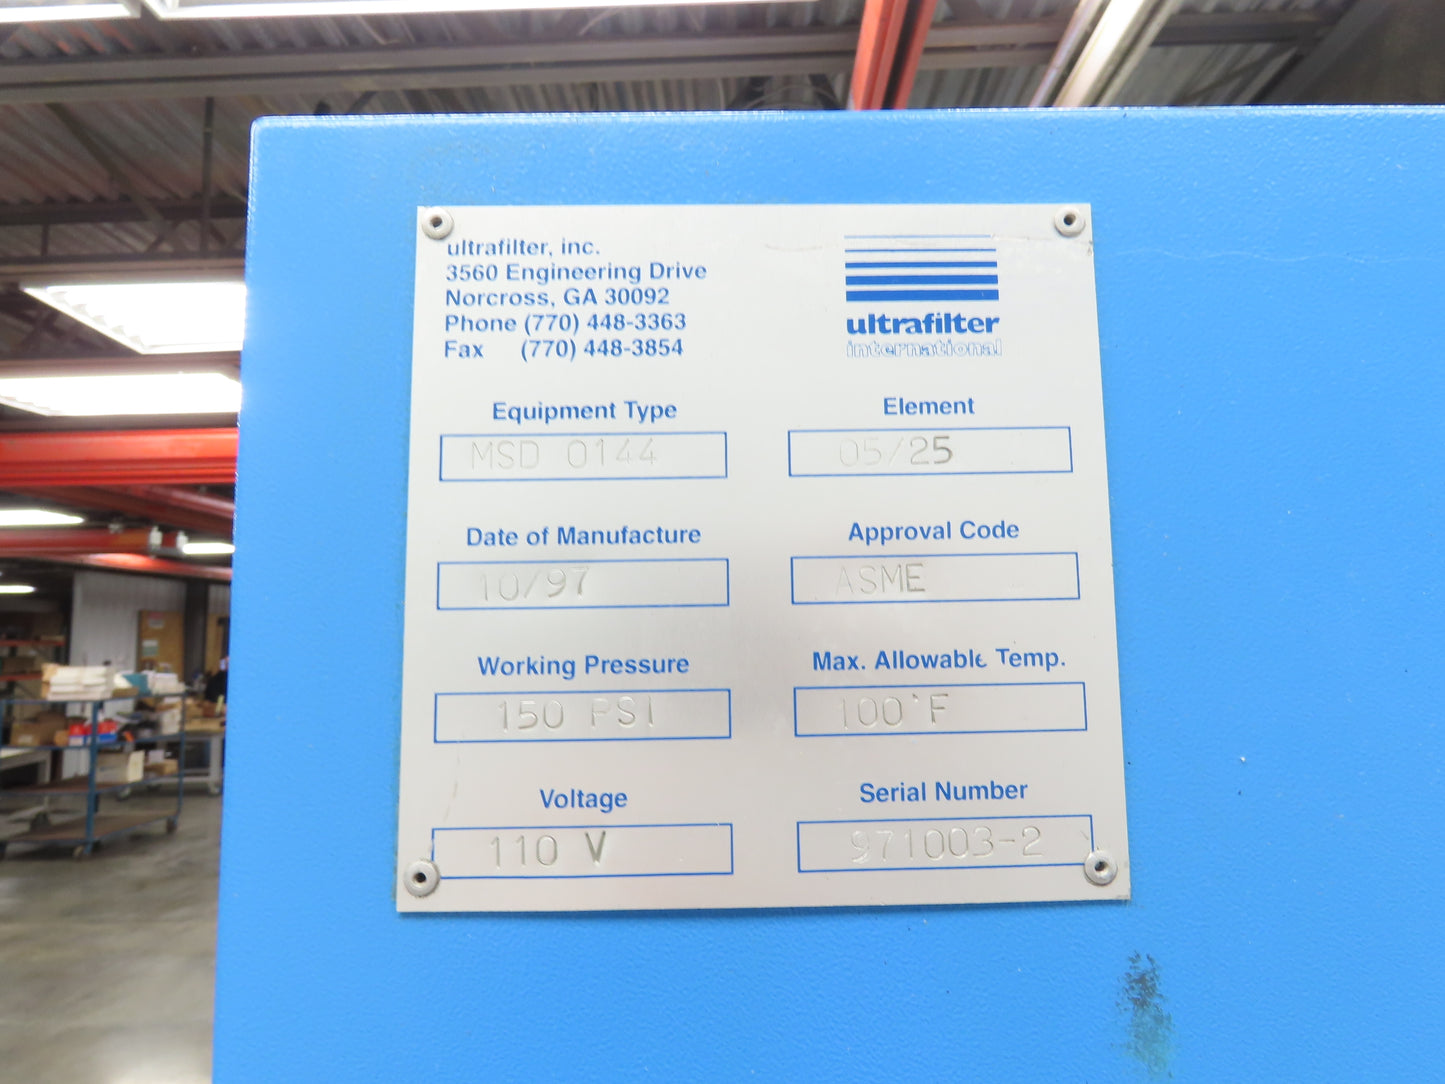 ultrafilter, inc.
3560 Engineering Drive
Norcross, GA 30092
Phone (770) 448-3363
Fax (770) 448-3854
ultrafilter
international
Equipment Type
MSD 0144
Element
05/25
Date of Manufacture
10/97
Approval Code
ASME
Working Pressure
150 PSI
Max. Allowable Temp.
100°F
Voltage
110 V
Serial Number
971003-2